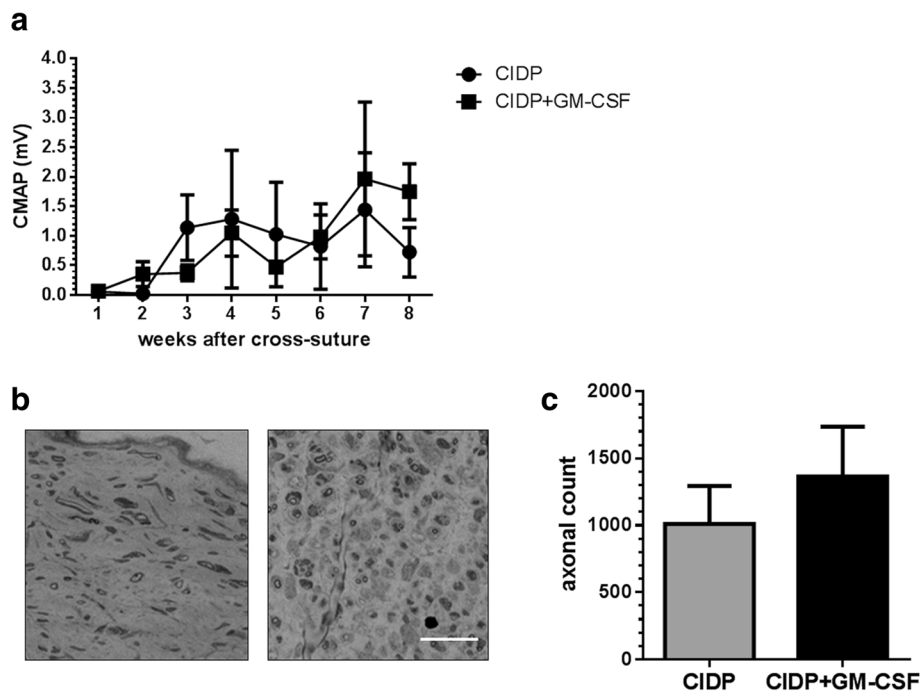 a
4.0
3.5
3.0
2.5
2.0
1.5
1.0
0.5
0.0
CMAP (mV)
1 2 3 4 5 6 7 8
weeks after cross-suture
CIDP
CIDP+GM-CSF
b
c
2000
1500
1000
500
0
axonal count
CIDP CIDP+GM-CSF